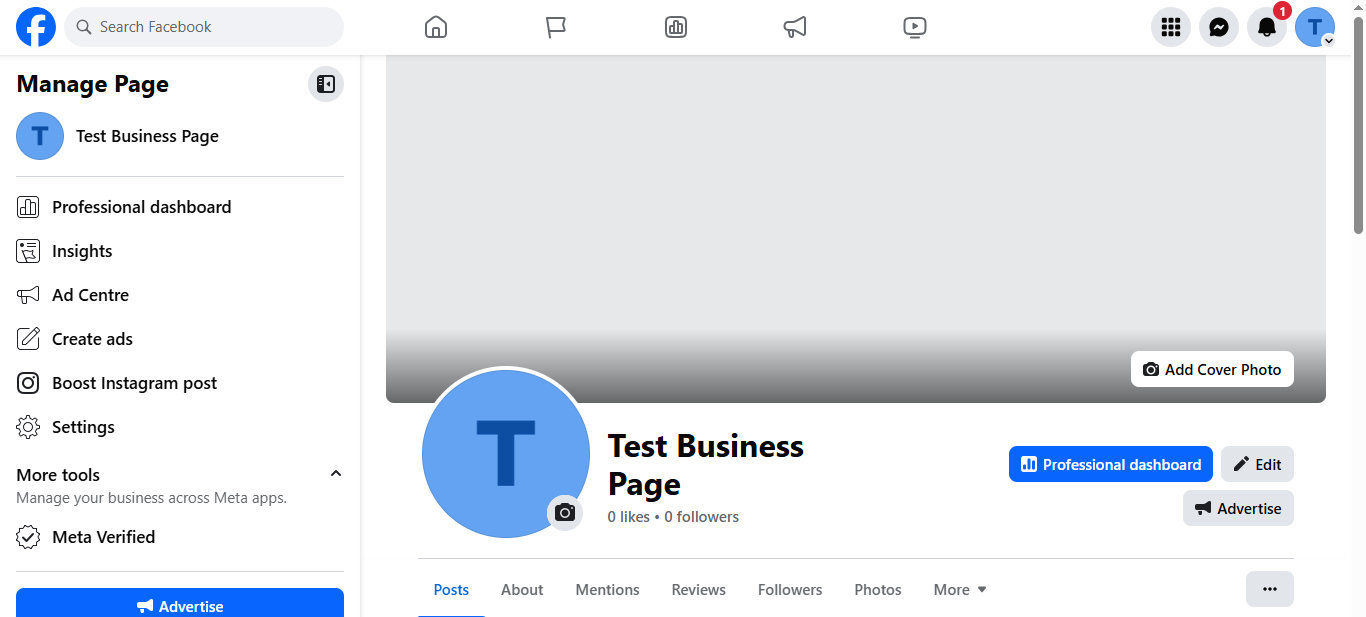 Search Facebook
1
T
Manage Page
T
Test Business Page
Professional dashboard
Insights
Ad Centre
Create ads
Boost Instagram post
Settings
More tools
Manage your business across Meta apps.
Meta Verified
Advertise
Add Cover Photo
T
Test Business
Page
0 likes • 0 followers
Professional dashboard
Edit
Advertise
Posts About Mentions Reviews Followers Photos More